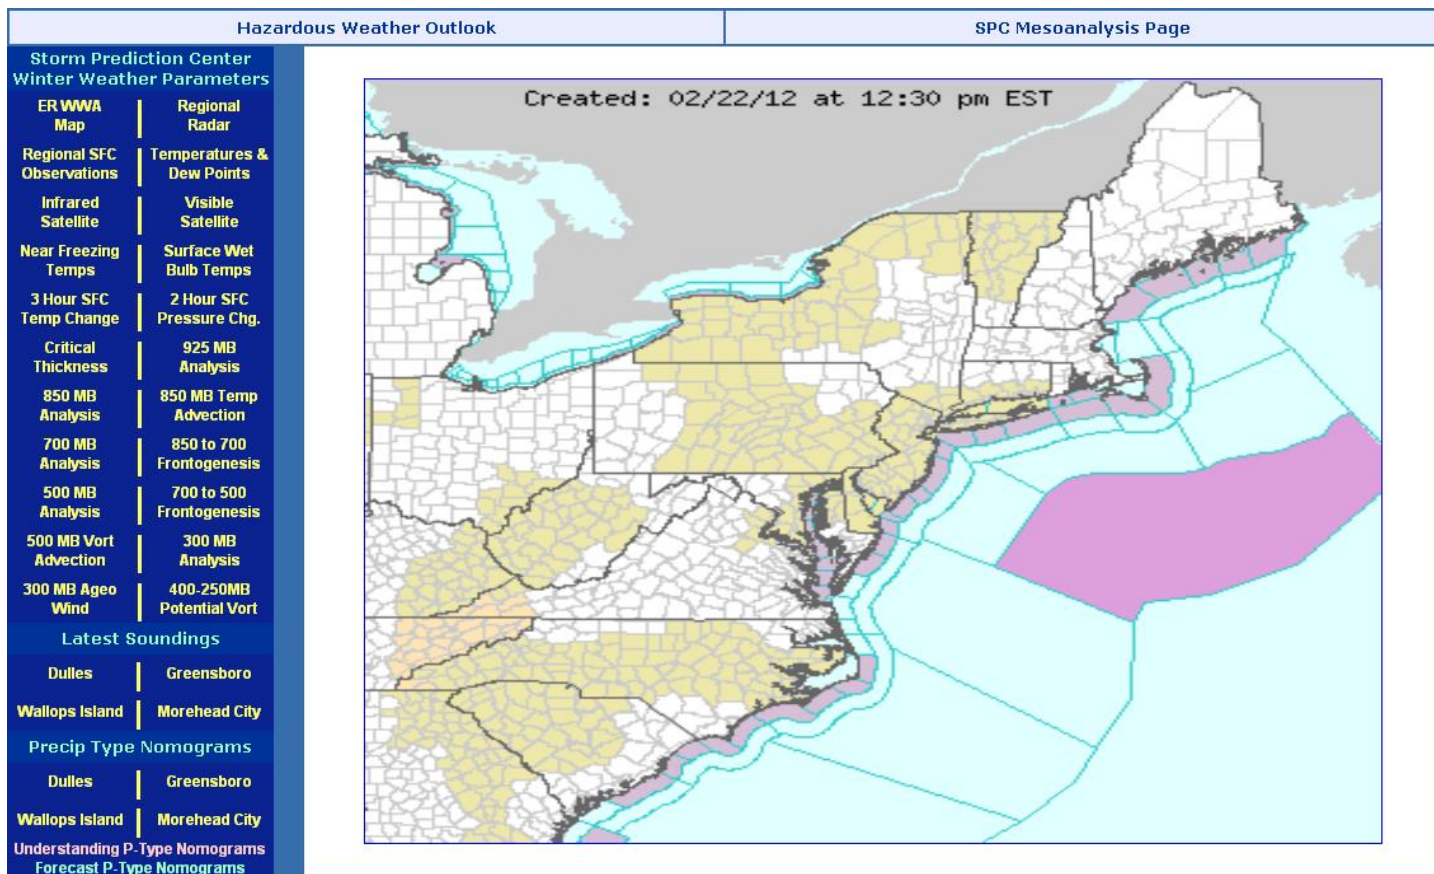 Hazardous Weather Outlook
SPC Mesoanalysis Page
Storm Prediction Center
Winter Weather Parameters
ER WWA
Map
Regional
Radar
Regional SFC
Observations
Temperatures &
Dew Points
Infrared
Satellite
Visible
Satellite
Near Freezing
Temps
Surface Wet
Bulb Temps
3 Hour SFC
Temp Change
2 Hour SFC
Pressure Chg.
Critical
Thickness
925 MB
Analysis
850 MB
Analysis
850 MB Temp
Advection
700 MB
Analysis
850 to 700
Frontogenesis
500 MB
Analysis
700 to 500
Frontogenesis
500 MB Vort
Advection
300 MB
Analysis
300 MB Ageo
Wind
400-250MB
Potential Vort
Latest Soundings
Dulles
Greensboro
Wallops Island
Morehead City
Precip Type Nomograms
Dulles
Greensboro
Wallops Island
Morehead City
Understanding P-Type Nomograms
Forecast P-Type Nomograms
Created: 02/22/12 at 12:30 pm EST